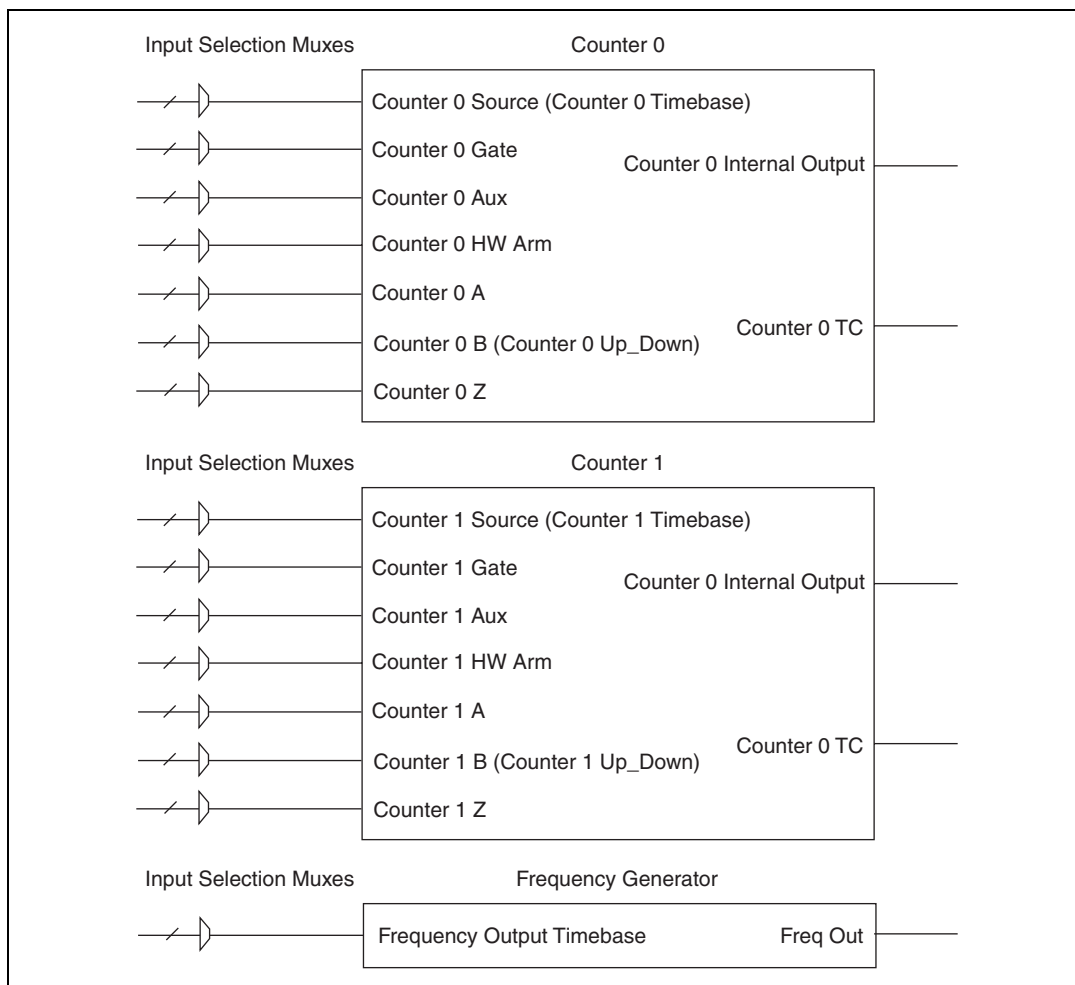 Input Selection Muxes
Counter 0
Counter 0 Source (Counter 0 Timebase)
Counter 0 Gate
Counter 0 Internal Output
Counter 0 Aux
Counter 0 HW Arm
Counter 0 A
Counter 0 TC
Counter 0 B (Counter 0 Up_Down)
Counter 0 Z
Input Selection Muxes
Counter 1
Counter 1 Source (Counter 1 Timebase)
Counter 1 Gate
Counter 0 Internal Output
Counter 1 Aux
Counter 1 HW Arm
Counter 1 A
Counter 0 TC
Counter 1 B (Counter 1 Up_Down)
Counter 1 Z
Input Selection Muxes
Frequency Generator
Frequency Output Timebase
Freq Out